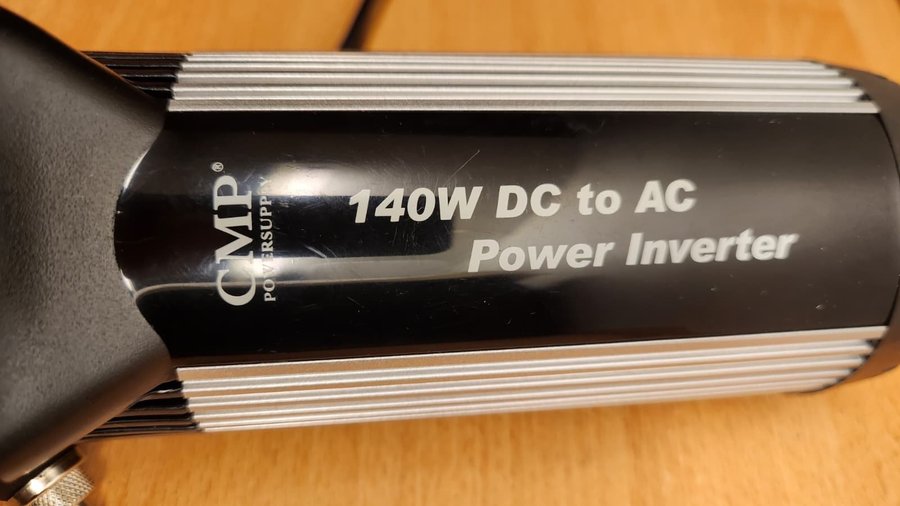 CMP®
POWERSUPPLY
140W DC to AC
Power Inverter